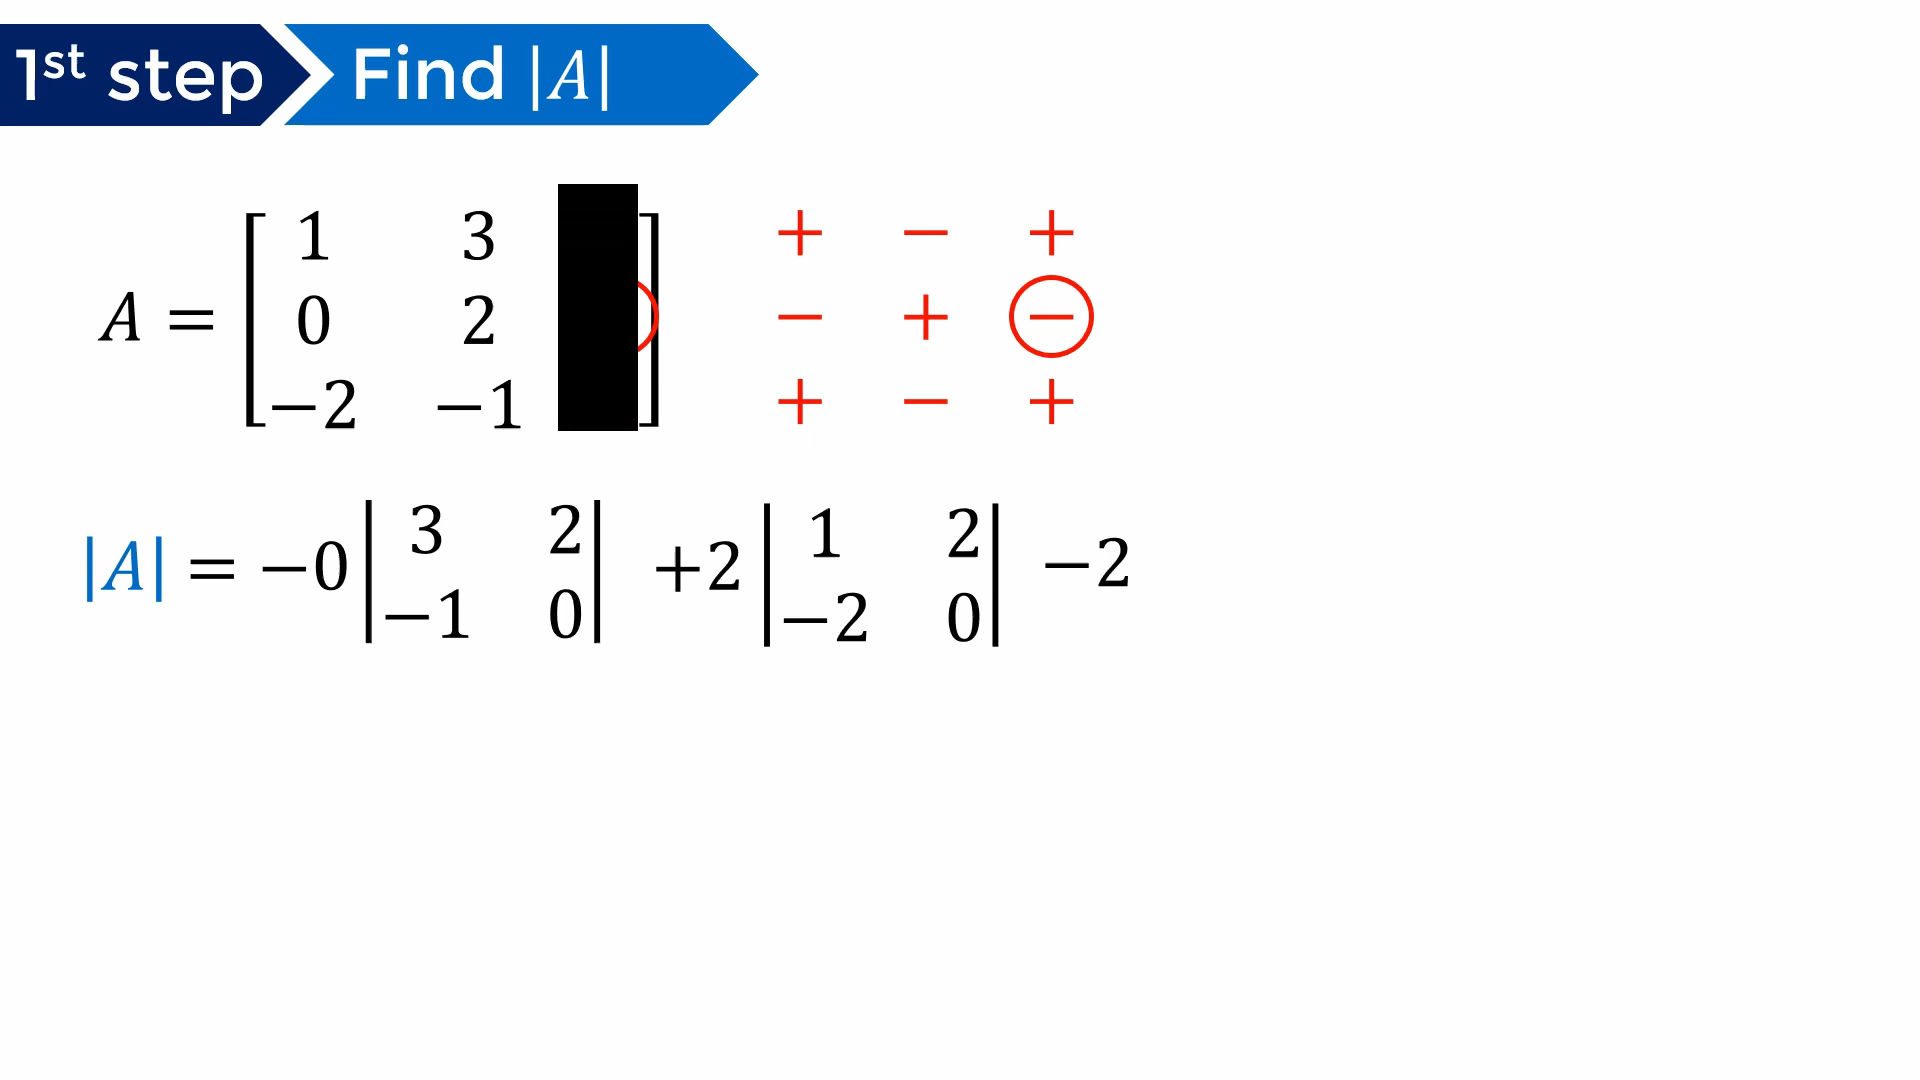 1st step Find |A|
1 3 + − +
A = 0 2 − + −
−2 −1 + − +
|A| = −0 |3 2| +2 |1 2| −2
−1 0 −2 0